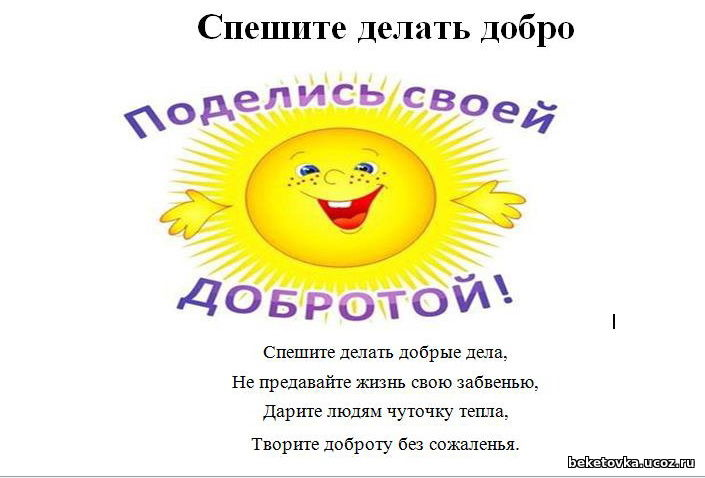 Спешите делать добро
Поделись своей
ДОБРОТОЙ!
Спешите делать добрые дела,
Не предавайте жизнь свою забвенью,
Дарите людям чуточку тепла,
Творите доброту без сожаленья.
beketovka.ucoz.ru